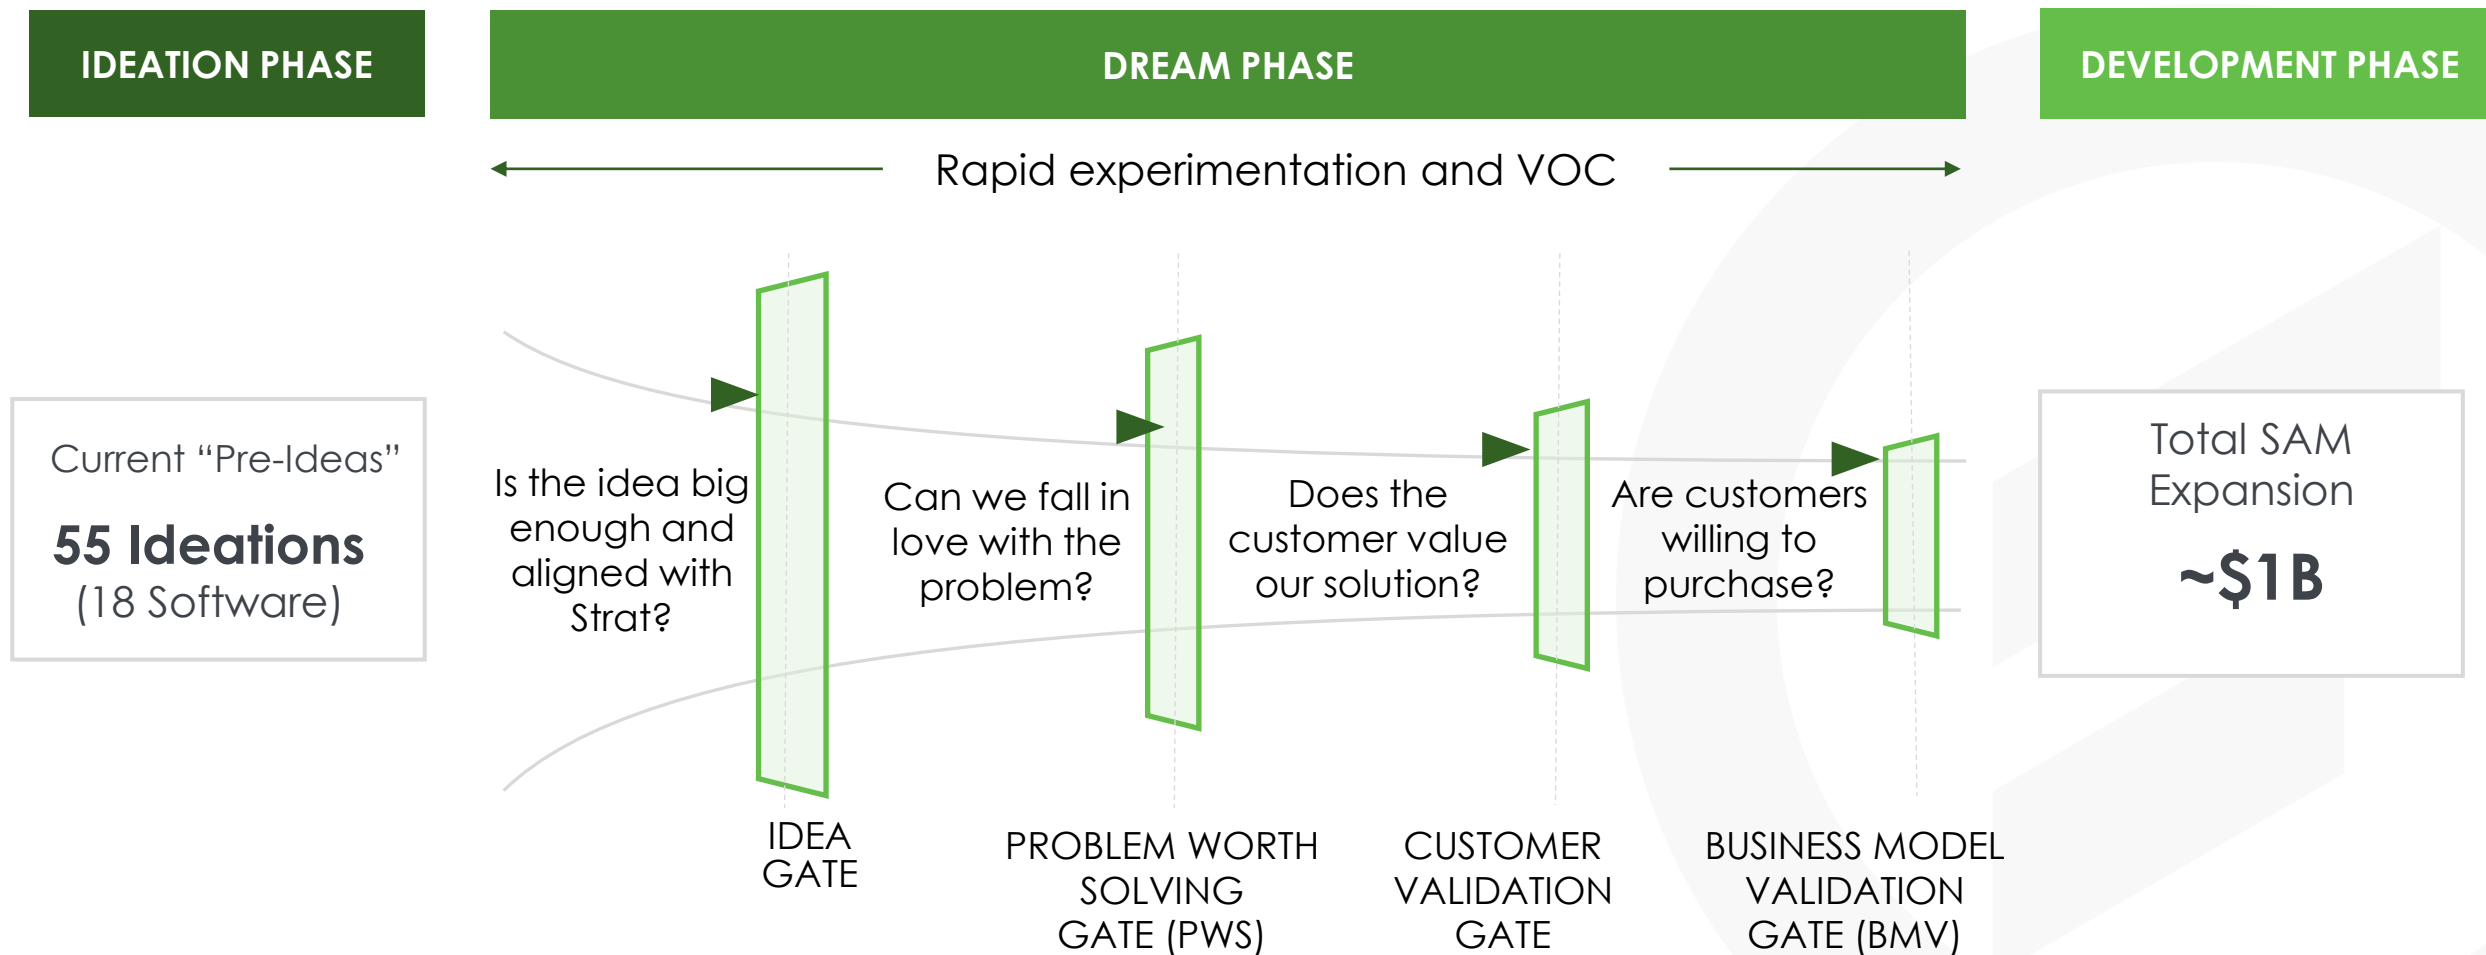 IDEATION PHASE
DREAM PHASE
DEVELOPMENT PHASE
Rapid experimentation and VOC
Current “Pre-Ideas”
55 Ideations
(18 Software)
Is the idea big
enough and
aligned with
Strat?
Can we fall in
love with the
problem?
Does the
customer value
our solution?
Are customers
willing to
purchase?
Total SAM
Expansion
~$1B
IDEA
GATE
PROBLEM WORTH
SOLVING
GATE (PWS)
CUSTOMER
VALIDATION
GATE
BUSINESS MODEL
VALIDATION
GATE (BMV)